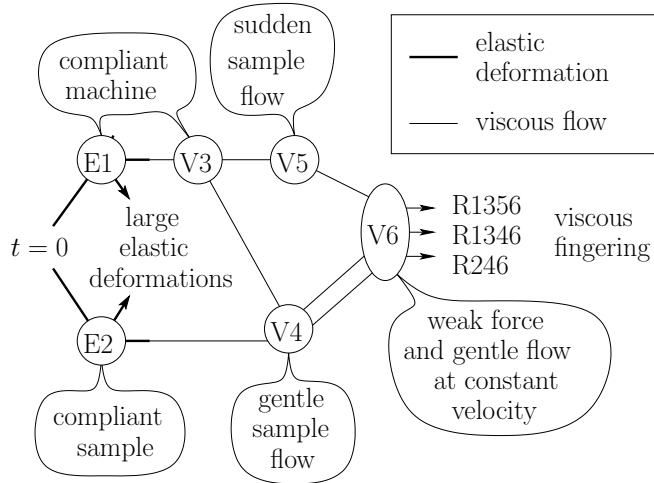 sudden
sample
flow
compliant
machine
elastic
deformation
viscous flow
E1
V3
V5
t = 0
large
elastic
deformations
V6
R1356
R1346
R246
viscous
fingering
E2
V4
weak force
and gentle flow
at constant
velocity
compliant
sample
gentle
sample
flow